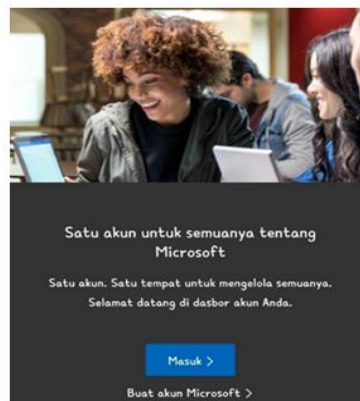 Satu akun untuk semuanya tentang
Microsoft
Satu akun. Satu tempat untuk mengelola semuanya.
Selamat datang di dasbor akun Anda.
Masuk >
Buat akun Microsoft >